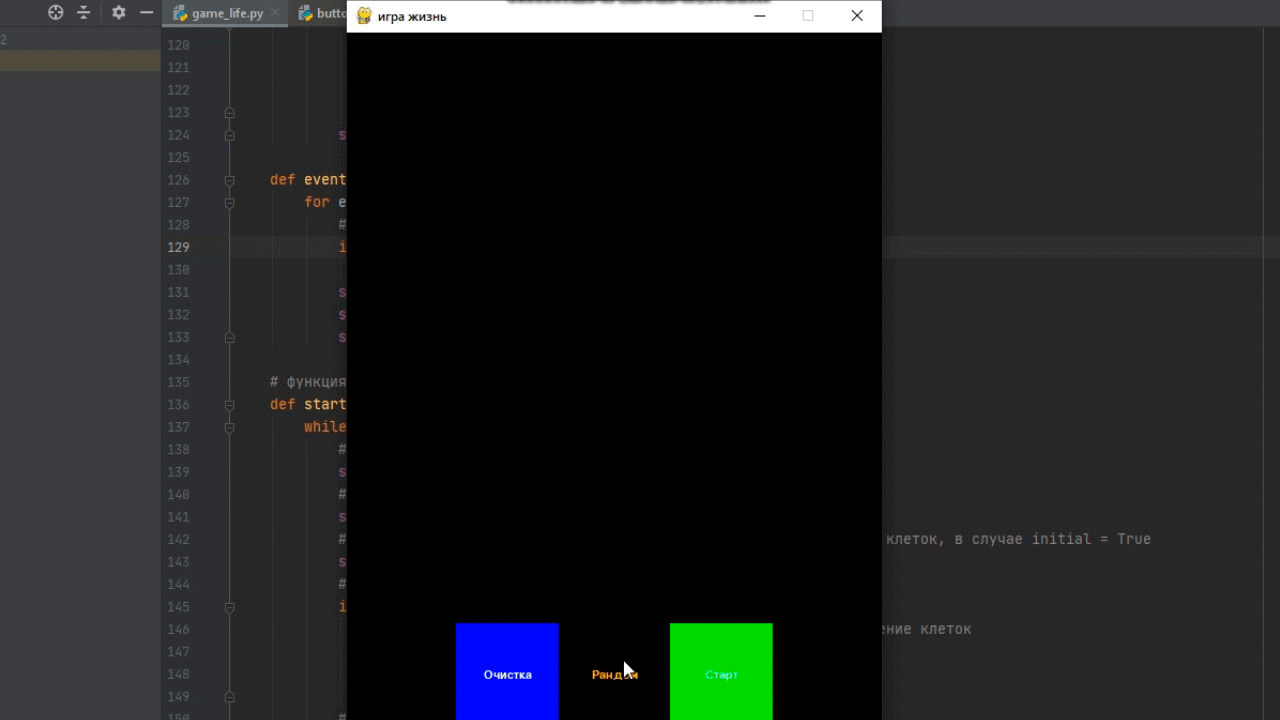 game_life.py
butto
игра жизнь
2
120
121
122
123
124 s
125
126 def event
127 for e
128 #
129 i
130
131 s
132 s
133 s
134
135 # функция
136 def start
137 while
138 #
139 s
140 #
141 s
142 # клеток, в случае initial = True
143 s
144 #
145 i
146 ение клеток
147
148
149
150 #
Очистка
Рандом
Старт